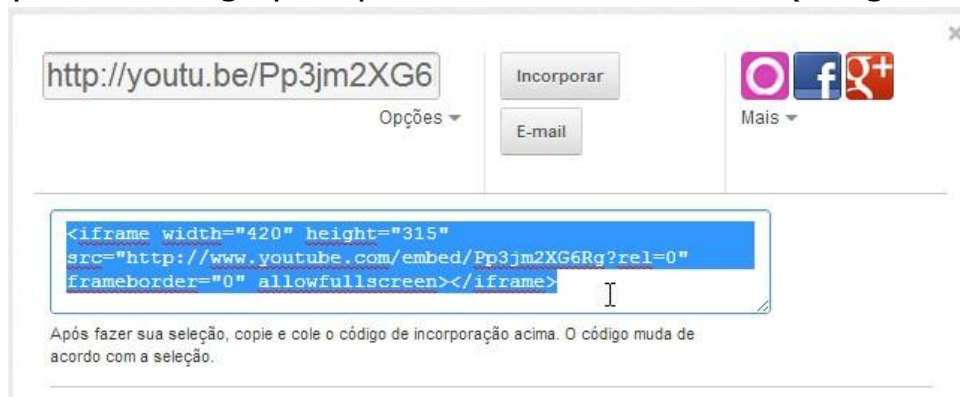 http://youtu.be/Pp3jm2XG6
Opções
Incorporar
E-mail
Mais
<iframe width="420" height="315"
src="http://www.youtube.com/embed/Pp3jm2XG6Rg?rel=0"
frameborder="0" allowfullscreen></iframe>
Após fazer sua seleção, copie e cole o código de incorporação acima. O código muda de
acordo com a seleção.